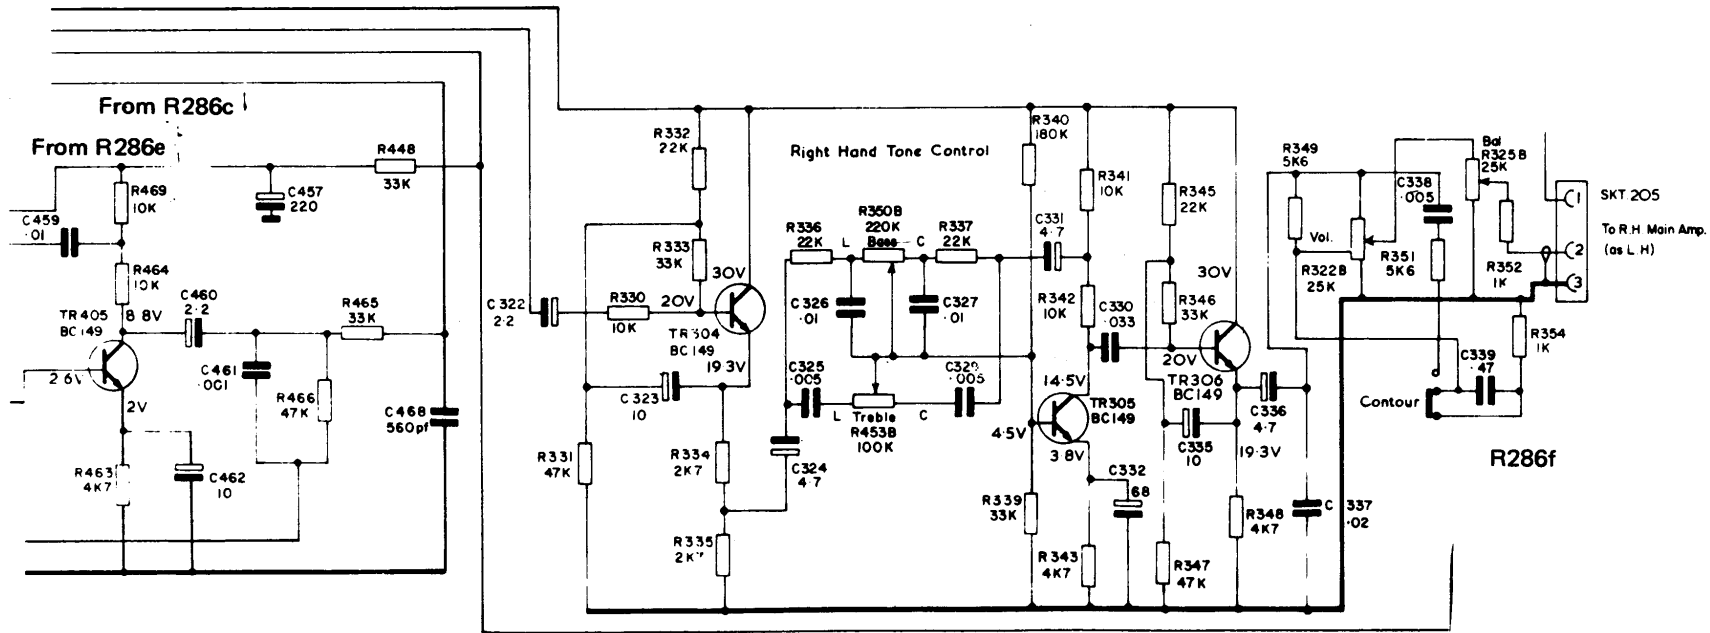 From R286c
From R286e
R469
10K
C459
.01
R464
10K
TR405
BC149
8.8V
2.6V
2V
C460
2.2
R463
4K7
C462
10
C461
.001
R466
47K
C457
220
R448
33K
R465
33K
C468
560pf
C322
2.2
R332
22K
R333
33K
R330
10K
20V
30V
TR304
BC149
19.3V
C323
10
R331
47K
R334
2K7
R335
2K7
Right Hand Tone Control
R336
22K
L
R350B
220K
Bass
C
R337
22K
C326
.01
C327
.01
C325
.005
L
Treble
R453B
100K
C
.005
C324
4.7
R340
180K
C331
4.7
R341
10K
R342
10K
C330
.033
14.5V
TR305
BC149
4.5V
3.8V
R339
33K
C332
68
R343
4K7
R345
22K
R346
33K
30V
20V
TR306
BC149
C335
10
19.3V
C336
4.7
R347
47K
R348
4K7
C337
.02
R349
5K6
Vol.
R322B
25K
C338
.005
R351
5K6
Bal
R325B
25K
R352
1K
1
2
3
SKT.205
To R.H. Main Amp.
(as L.H)
R354
1K
C339
.47
Contour
R286f